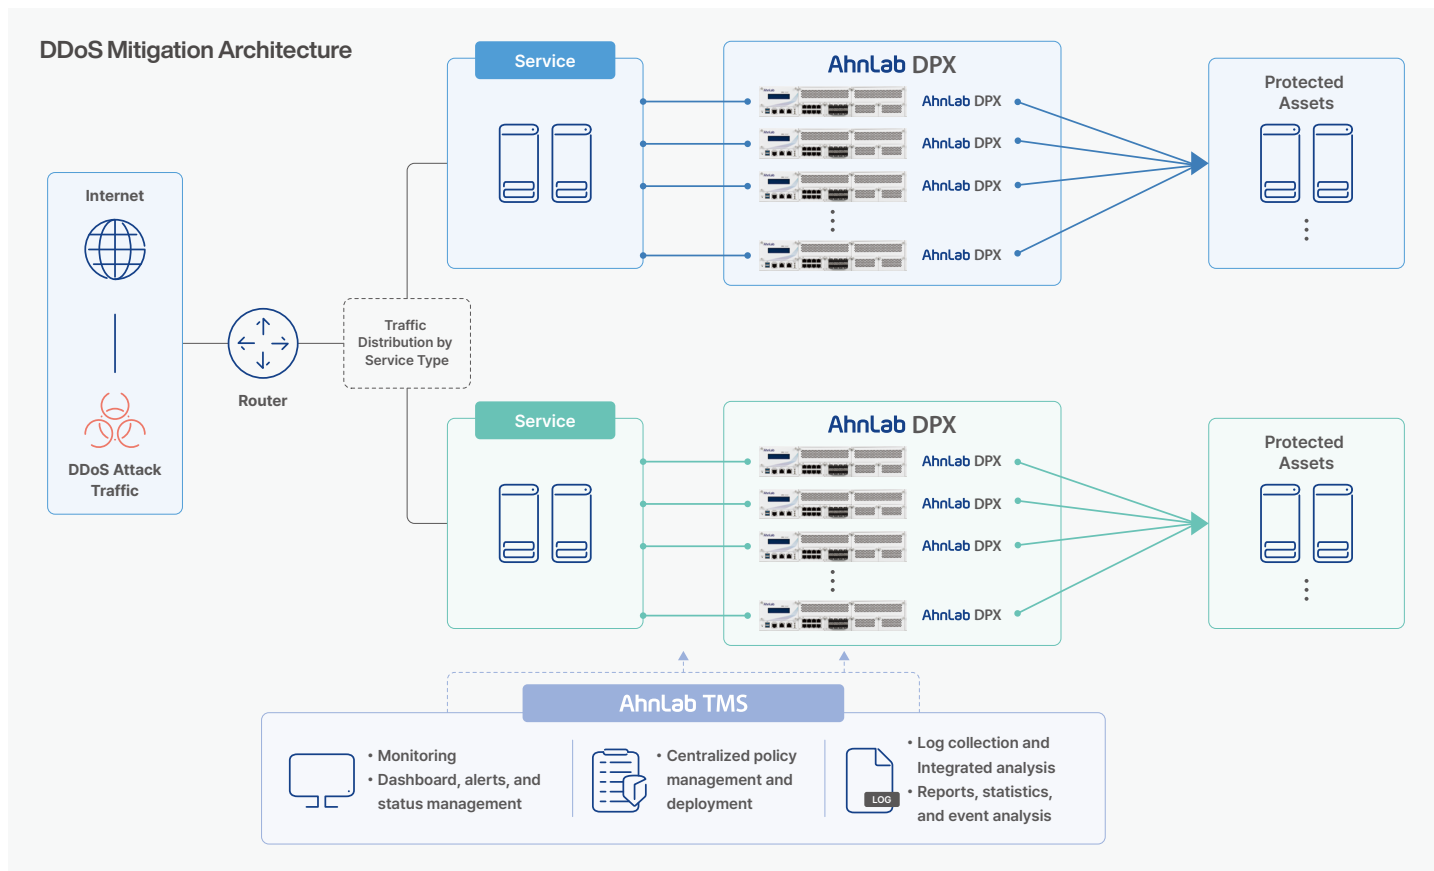 DDoS Mitigation Architecture
Internet
DDoS Attack
Traffic
Router
Traffic
Distribution by
Service Type
Service
AhnLab DPX
AhnLab DPX
AhnLab DPX
AhnLab DPX
AhnLab DPX
Protected
Assets
Service
AhnLab DPX
AhnLab DPX
AhnLab DPX
AhnLab DPX
AhnLab DPX
Protected
Assets
AhnLab TMS
• Monitoring
• Dashboard, alerts, and
status management
• Centralized policy
management and
deployment
LOG
• Log collection and
Integrated analysis
• Reports, statistics,
and event analysis